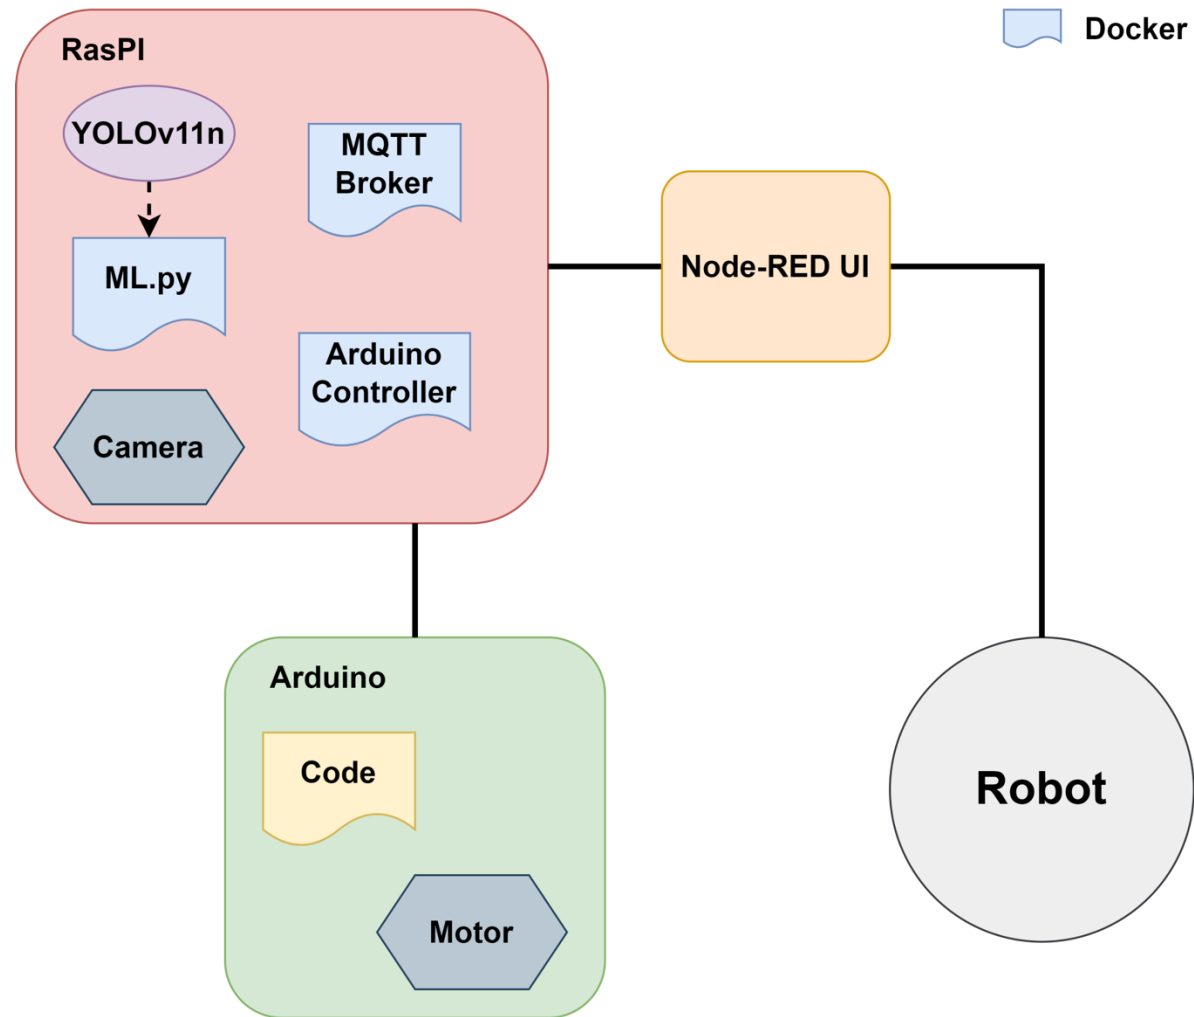 RasPI
Docker
YOLOv11n
MQTT
Broker
ML.py
Node-RED UI
Arduino
Controller
Camera
Arduino
Code
Motor
Robot